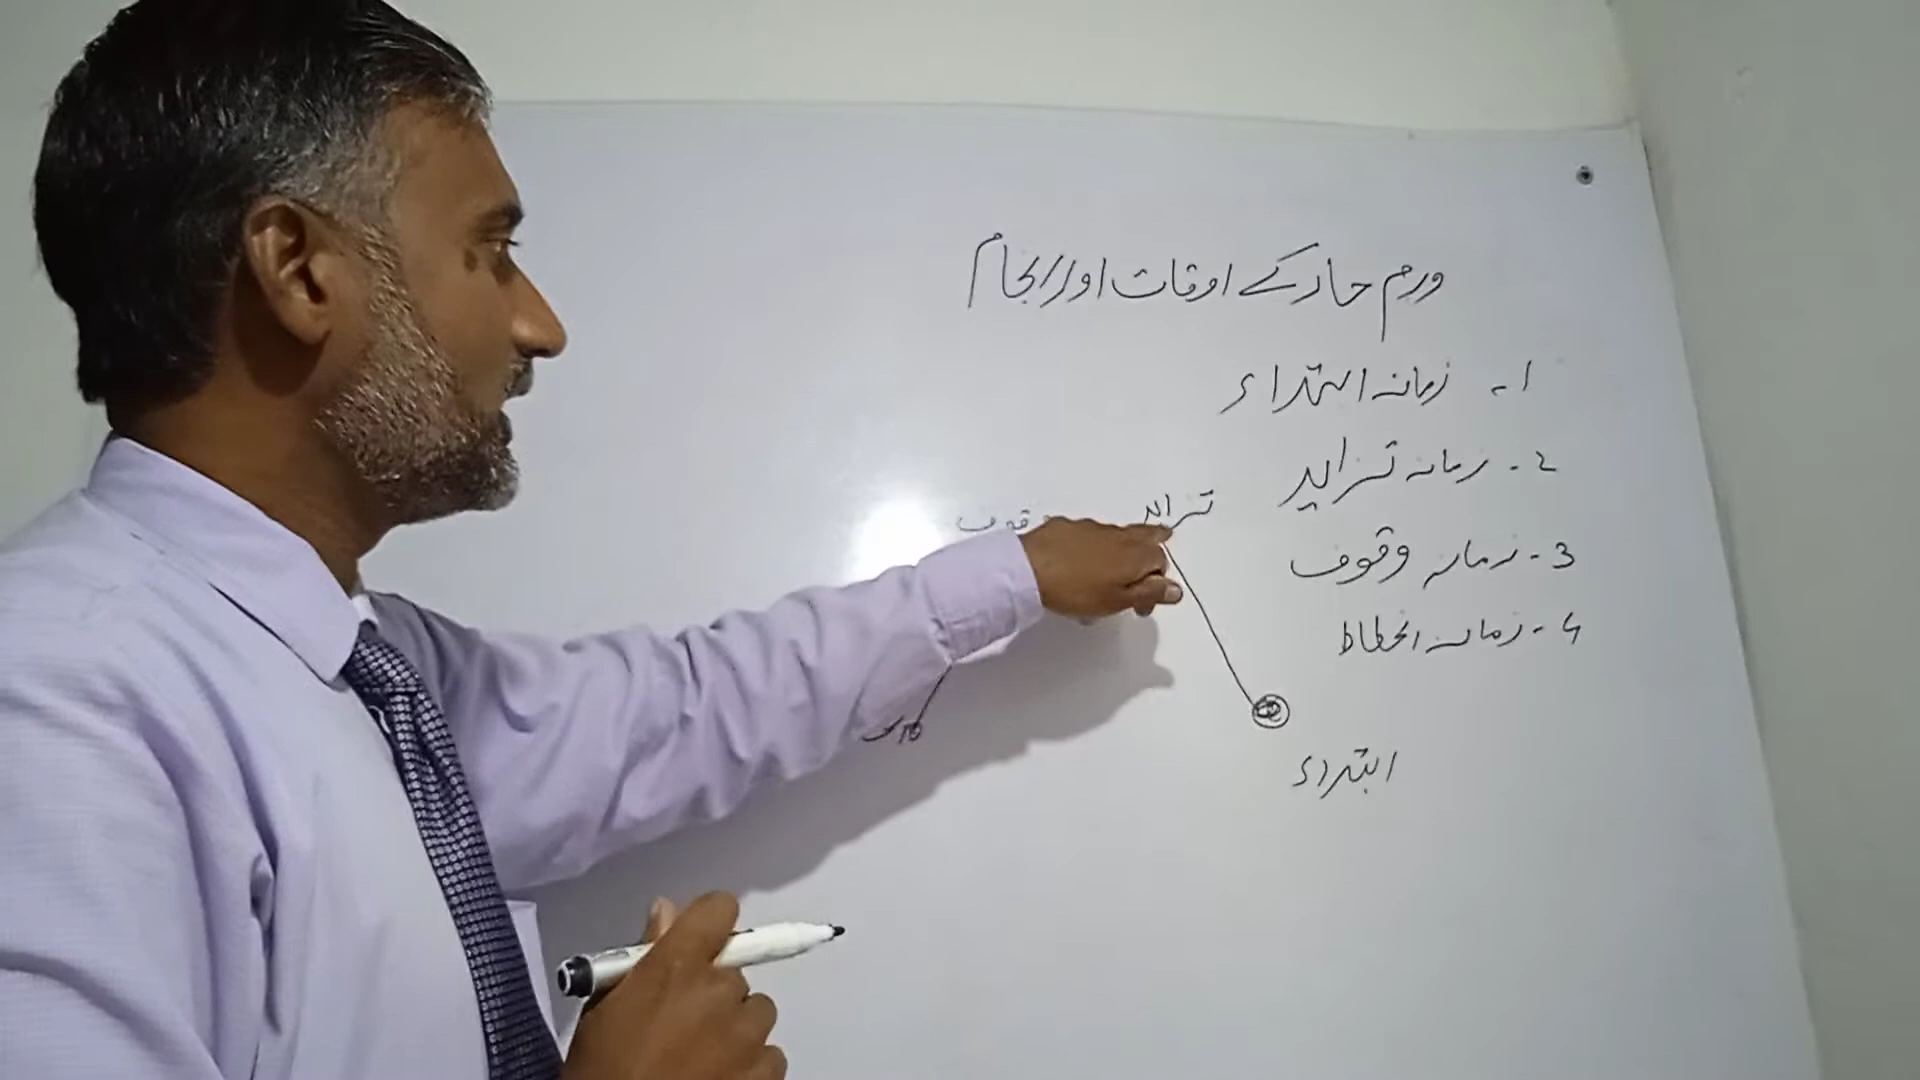 ورم حار کے اوقات اور انجام
1- زمانہ ابتداء
2- زمانہ تزاید
3- زمانہ وقوف
4- زمانہ انحطاط
تزاید
وقوف
ابتداء